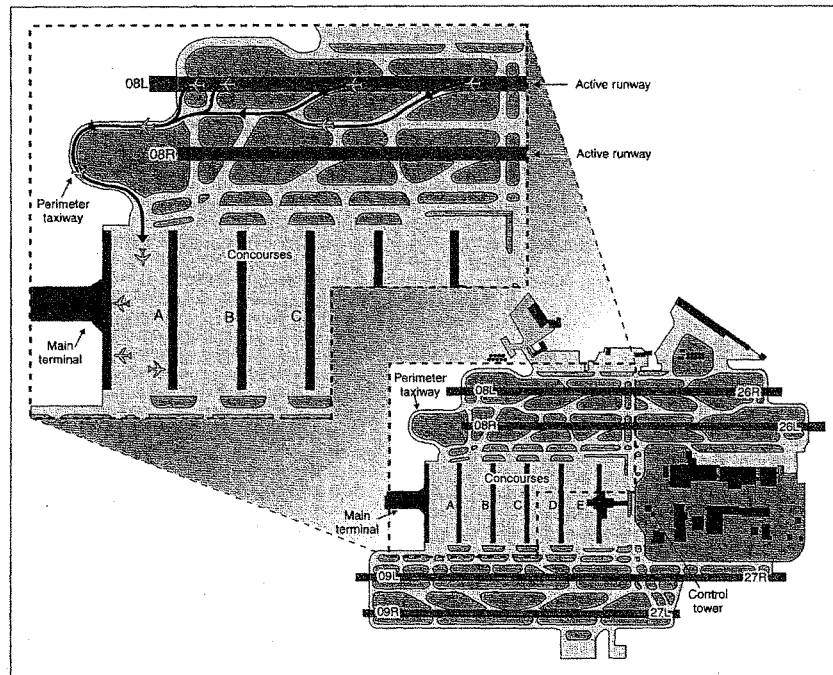 08L
Active runway
08R
Active runway
Perimeter
taxiway
Concourses
A
B
C
Main
terminal
Perimeter
taxiway
08L
26R
08R
26L
Concourses
Main
terminal
A
B
C
D
E
09L
27R
Control
tower
09R
27L